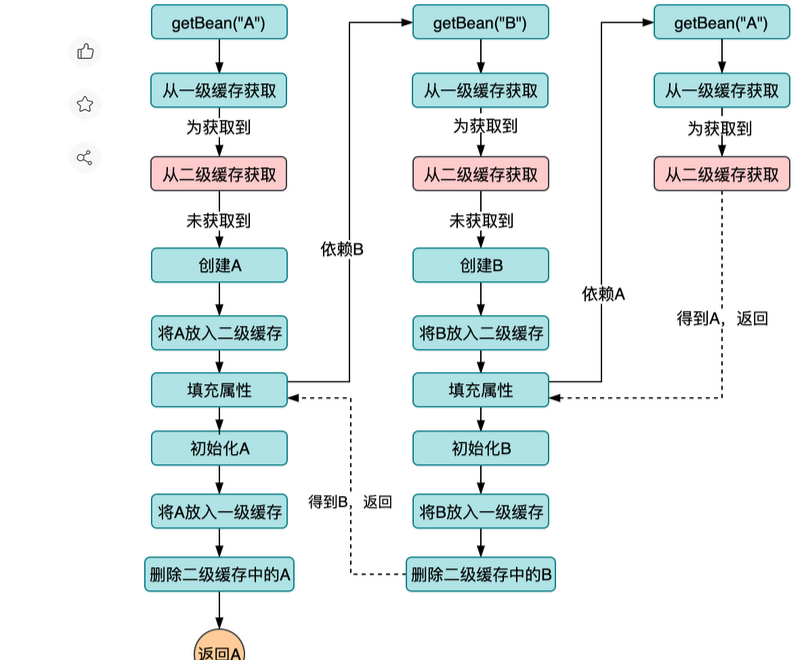 getBean("A")
从一级缓存获取
为获取到
从二级缓存获取
未获取到
创建A
将A放入二级缓存
填充属性
初始化A
将A放入一级缓存
删除二级缓存中的A
返回A
依赖B
得到B, 返回
getBean("B")
从一级缓存获取
为获取到
从二级缓存获取
未获取到
创建B
将B放入二级缓存
填充属性
初始化B
将B放入一级缓存
删除二级缓存中的B
依赖A
getBean("A")
从一级缓存获取
为获取到
从二级缓存获取
得到A，返回